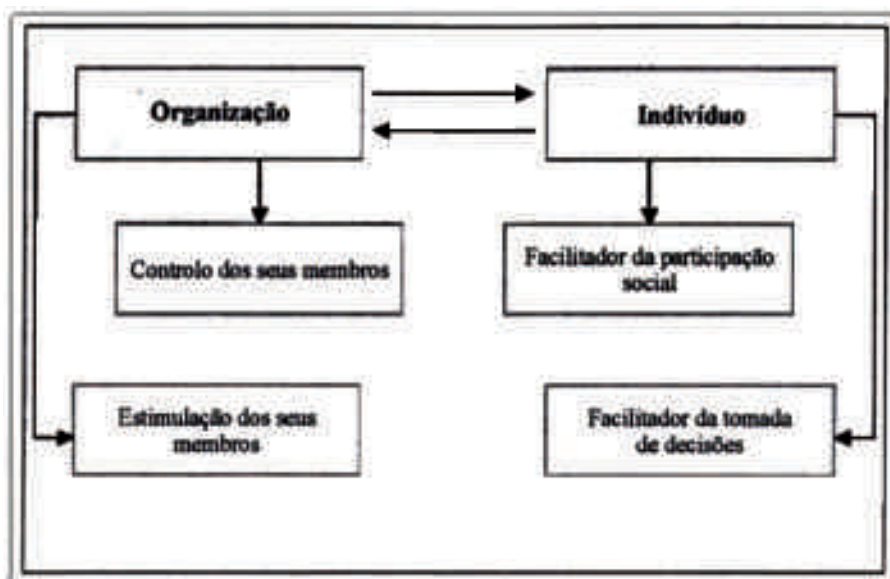 Organização
Indivíduo
Controlo dos seus membros
Facilitador da participação
social
Estimulação dos seus
membros
Facilitador da tomada
de decisões